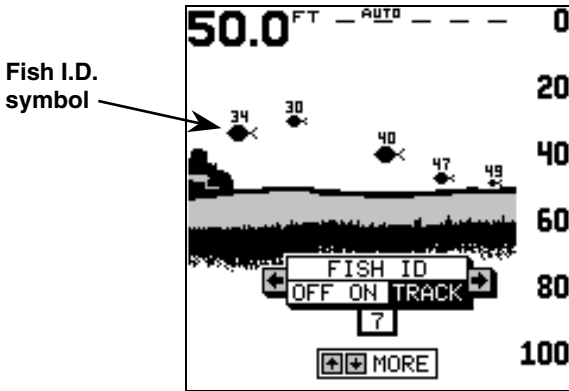 50.0 FT AUTO 0
Fish I.D.
symbol
20
34 30
40 40
47 49
60
FISH ID
OFF ON TRACK
80
7
MORE
100